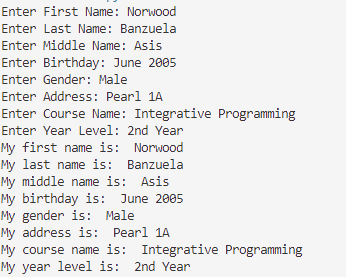 Enter First Name: Norwood
Enter Last Name: Banzuela
Enter Middle Name: Asis
Enter Birthday: June 2005
Enter Gender: Male
Enter Address: Pearl 1A
Enter Course Name: Integrative Programming
Enter Year Level: 2nd Year
My first name is:  Norwood
My last name is:  Banzuela
My middle name is:  Asis
My birthday is:  June 2005
My gender is:  Male
My address is:  Pearl 1A
My course name is:  Integrative Programming
My year level is:  2nd Year